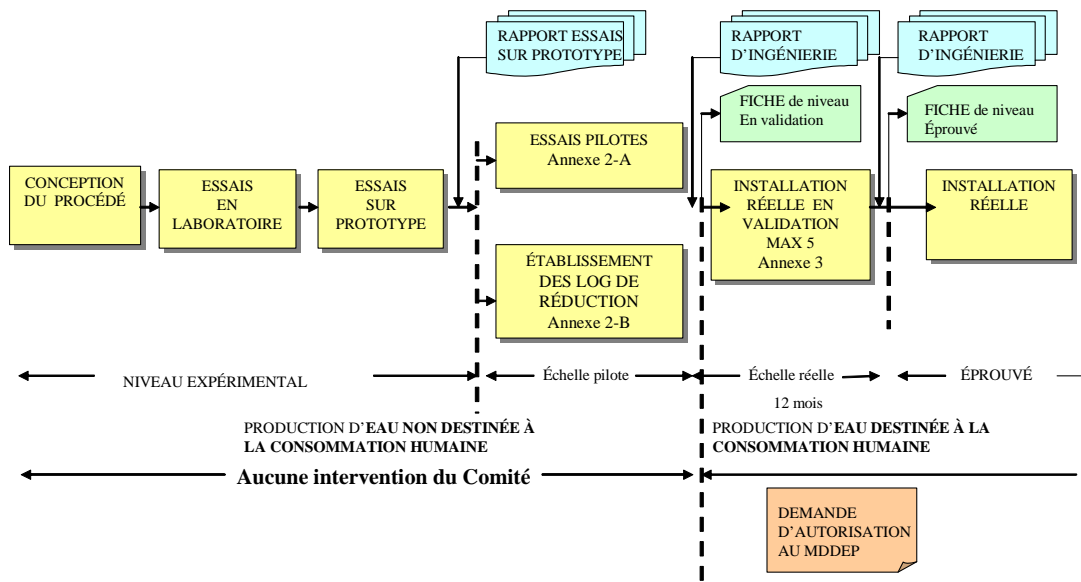 RAPPORT ESSAIS
SUR PROTOTYPE
RAPPORT
D'INGÉNIERIE
RAPPORT
D'INGÉNIERIE
FICHE de niveau
En validation
FICHE de niveau
Éprouvé
CONCEPTION
DU PROCÉDÉ
ESSAIS
EN
LABORATOIRE
ESSAIS
SUR
PROTOTYPE
ESSAIS PILOTES
Annexe 2-A
ÉTABLISSEMENT
DES LOG DE
RÉDUCTION
Annexe 2-B
INSTALLATION
RÉELLE EN
VALIDATION
MAX 5
Annexe 3
INSTALLATION
RÉELLE
NIVEAU EXPÉRIMENTAL
Échelle pilote
Échelle réelle
12 mois
ÉPROUVÉ
PRODUCTION D'EAU NON DESTINÉE À
LA CONSOMMATION HUMAINE
PRODUCTION D'EAU DESTINÉE À LA
CONSOMMATION HUMAINE
Aucune intervention du Comité
DEMANDE
D'AUTORISATION
AU MDDEP